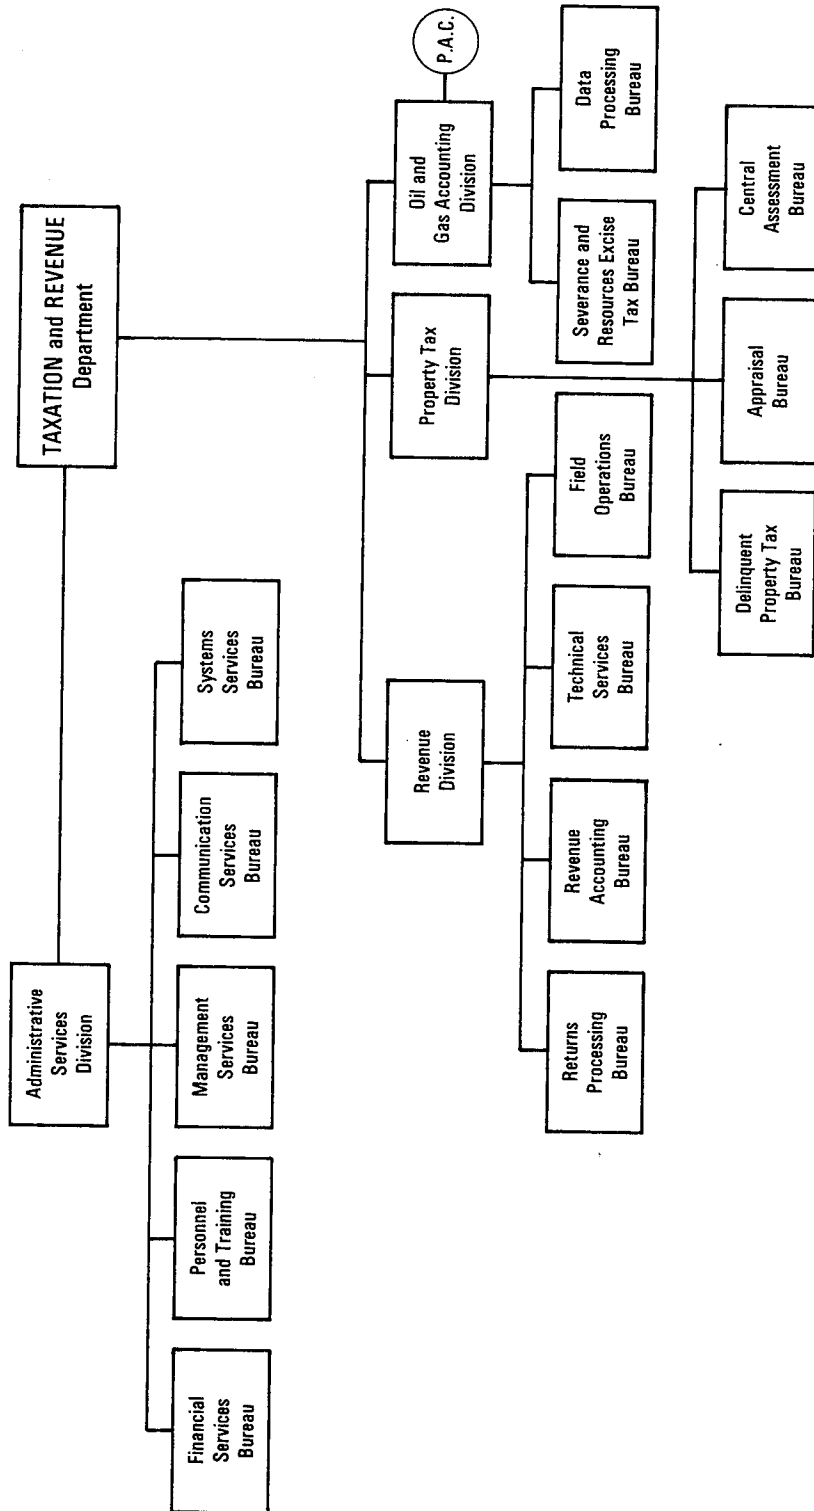 TAXATION and REVENUE
Department
Administrative
Services
Division
Financial
Services
Bureau
Personnel
and Training
Bureau
Management
Services
Bureau
Communication
Services
Bureau
Systems
Services
Bureau
Revenue
Division
Property Tax
Division
Oil and
Gas Accounting
Division
P.A.C.
Returns
Processing
Bureau
Revenue
Accounting
Bureau
Technical
Services
Bureau
Field
Operations
Bureau
Severance and
Resources Excise
Tax Bureau
Data
Processing
Bureau
Delinquent
Property Tax
Bureau
Appraisal
Bureau
Central
Assessment
Bureau